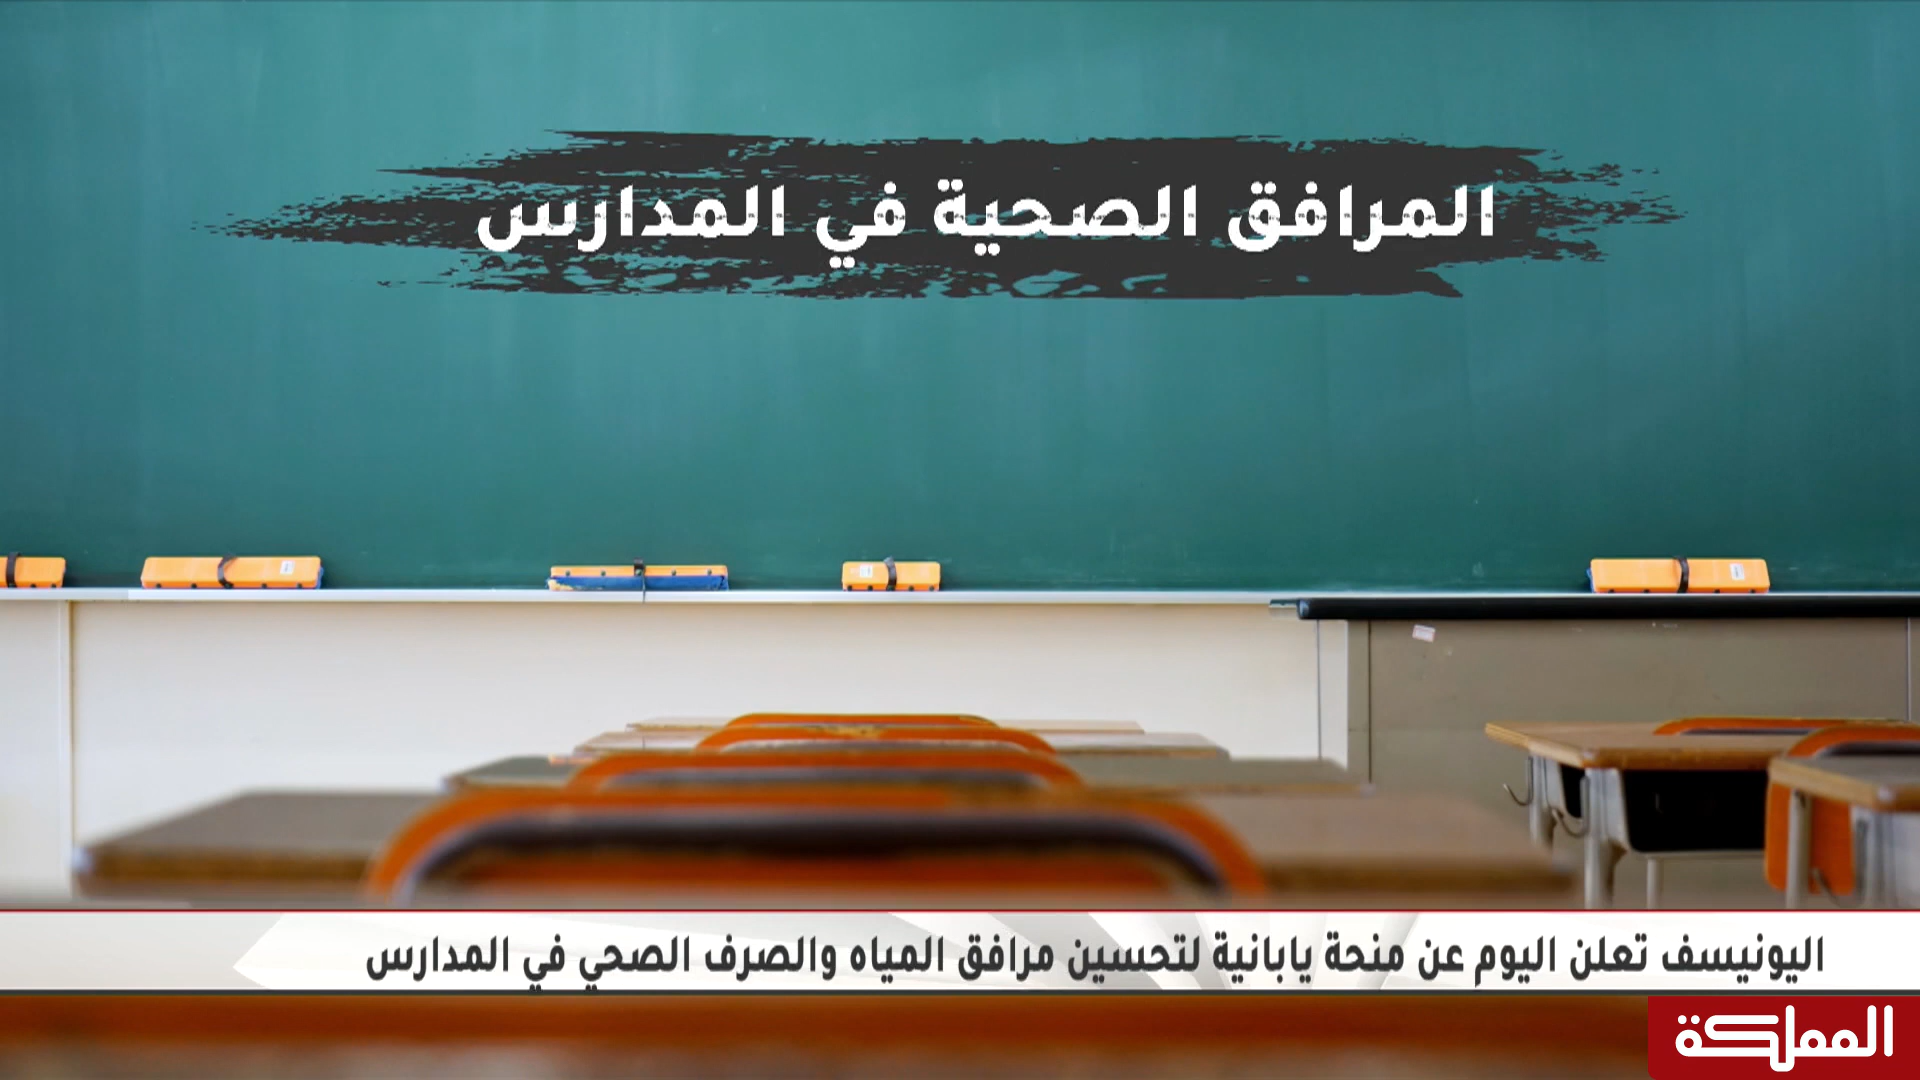 المرافق الصحية في المدارس
اليونيسف تعلن اليوم عن منحة يابانية لتحسين مرافق المياه والصرف الصحي في المدارس
المملكة